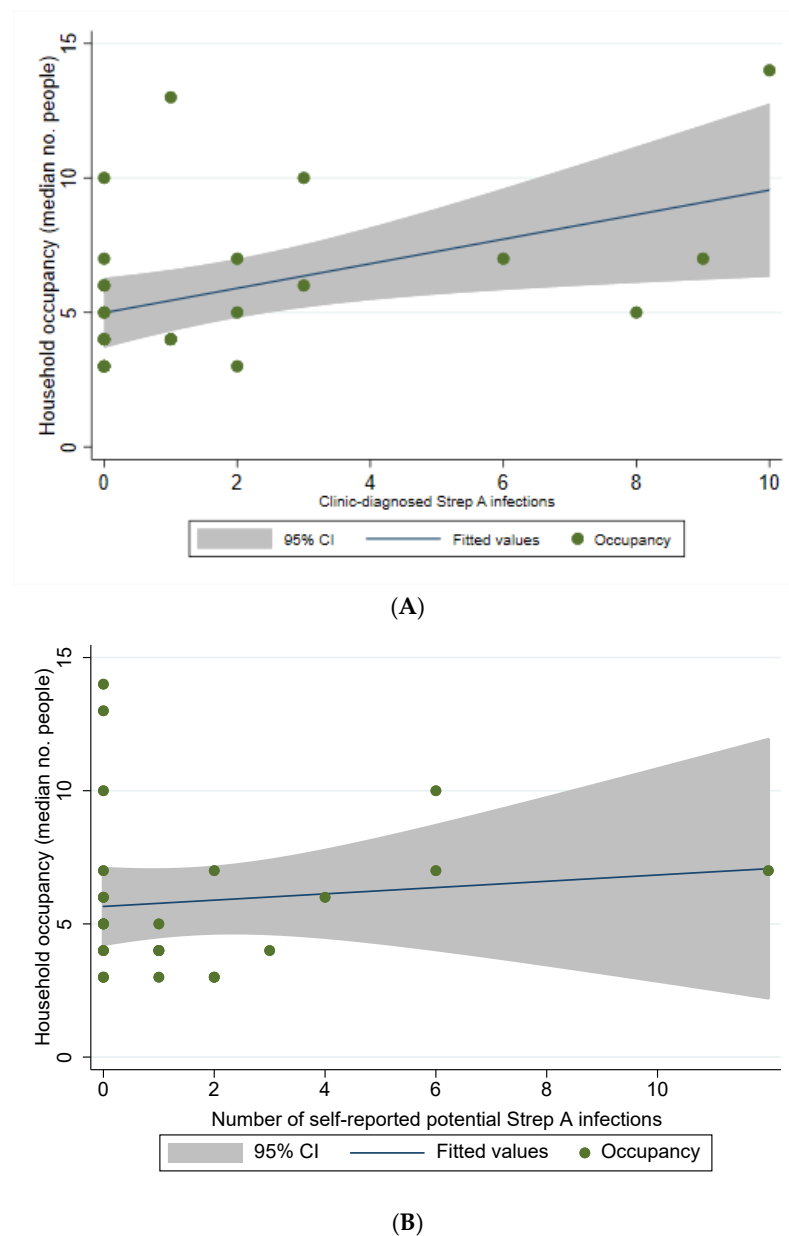 Household occupancy (median no. people)
15
10
5
0
0 2 4 6 8 10
Clinic-diagnosed Strep A infections
95% CI Fitted values Occupancy
(A)
Household occupancy (median no. people)
15
10
5
0
0 2 4 6 8 10
Number of self-reported potential Strep A infections
95% CI Fitted values Occupancy
(B)